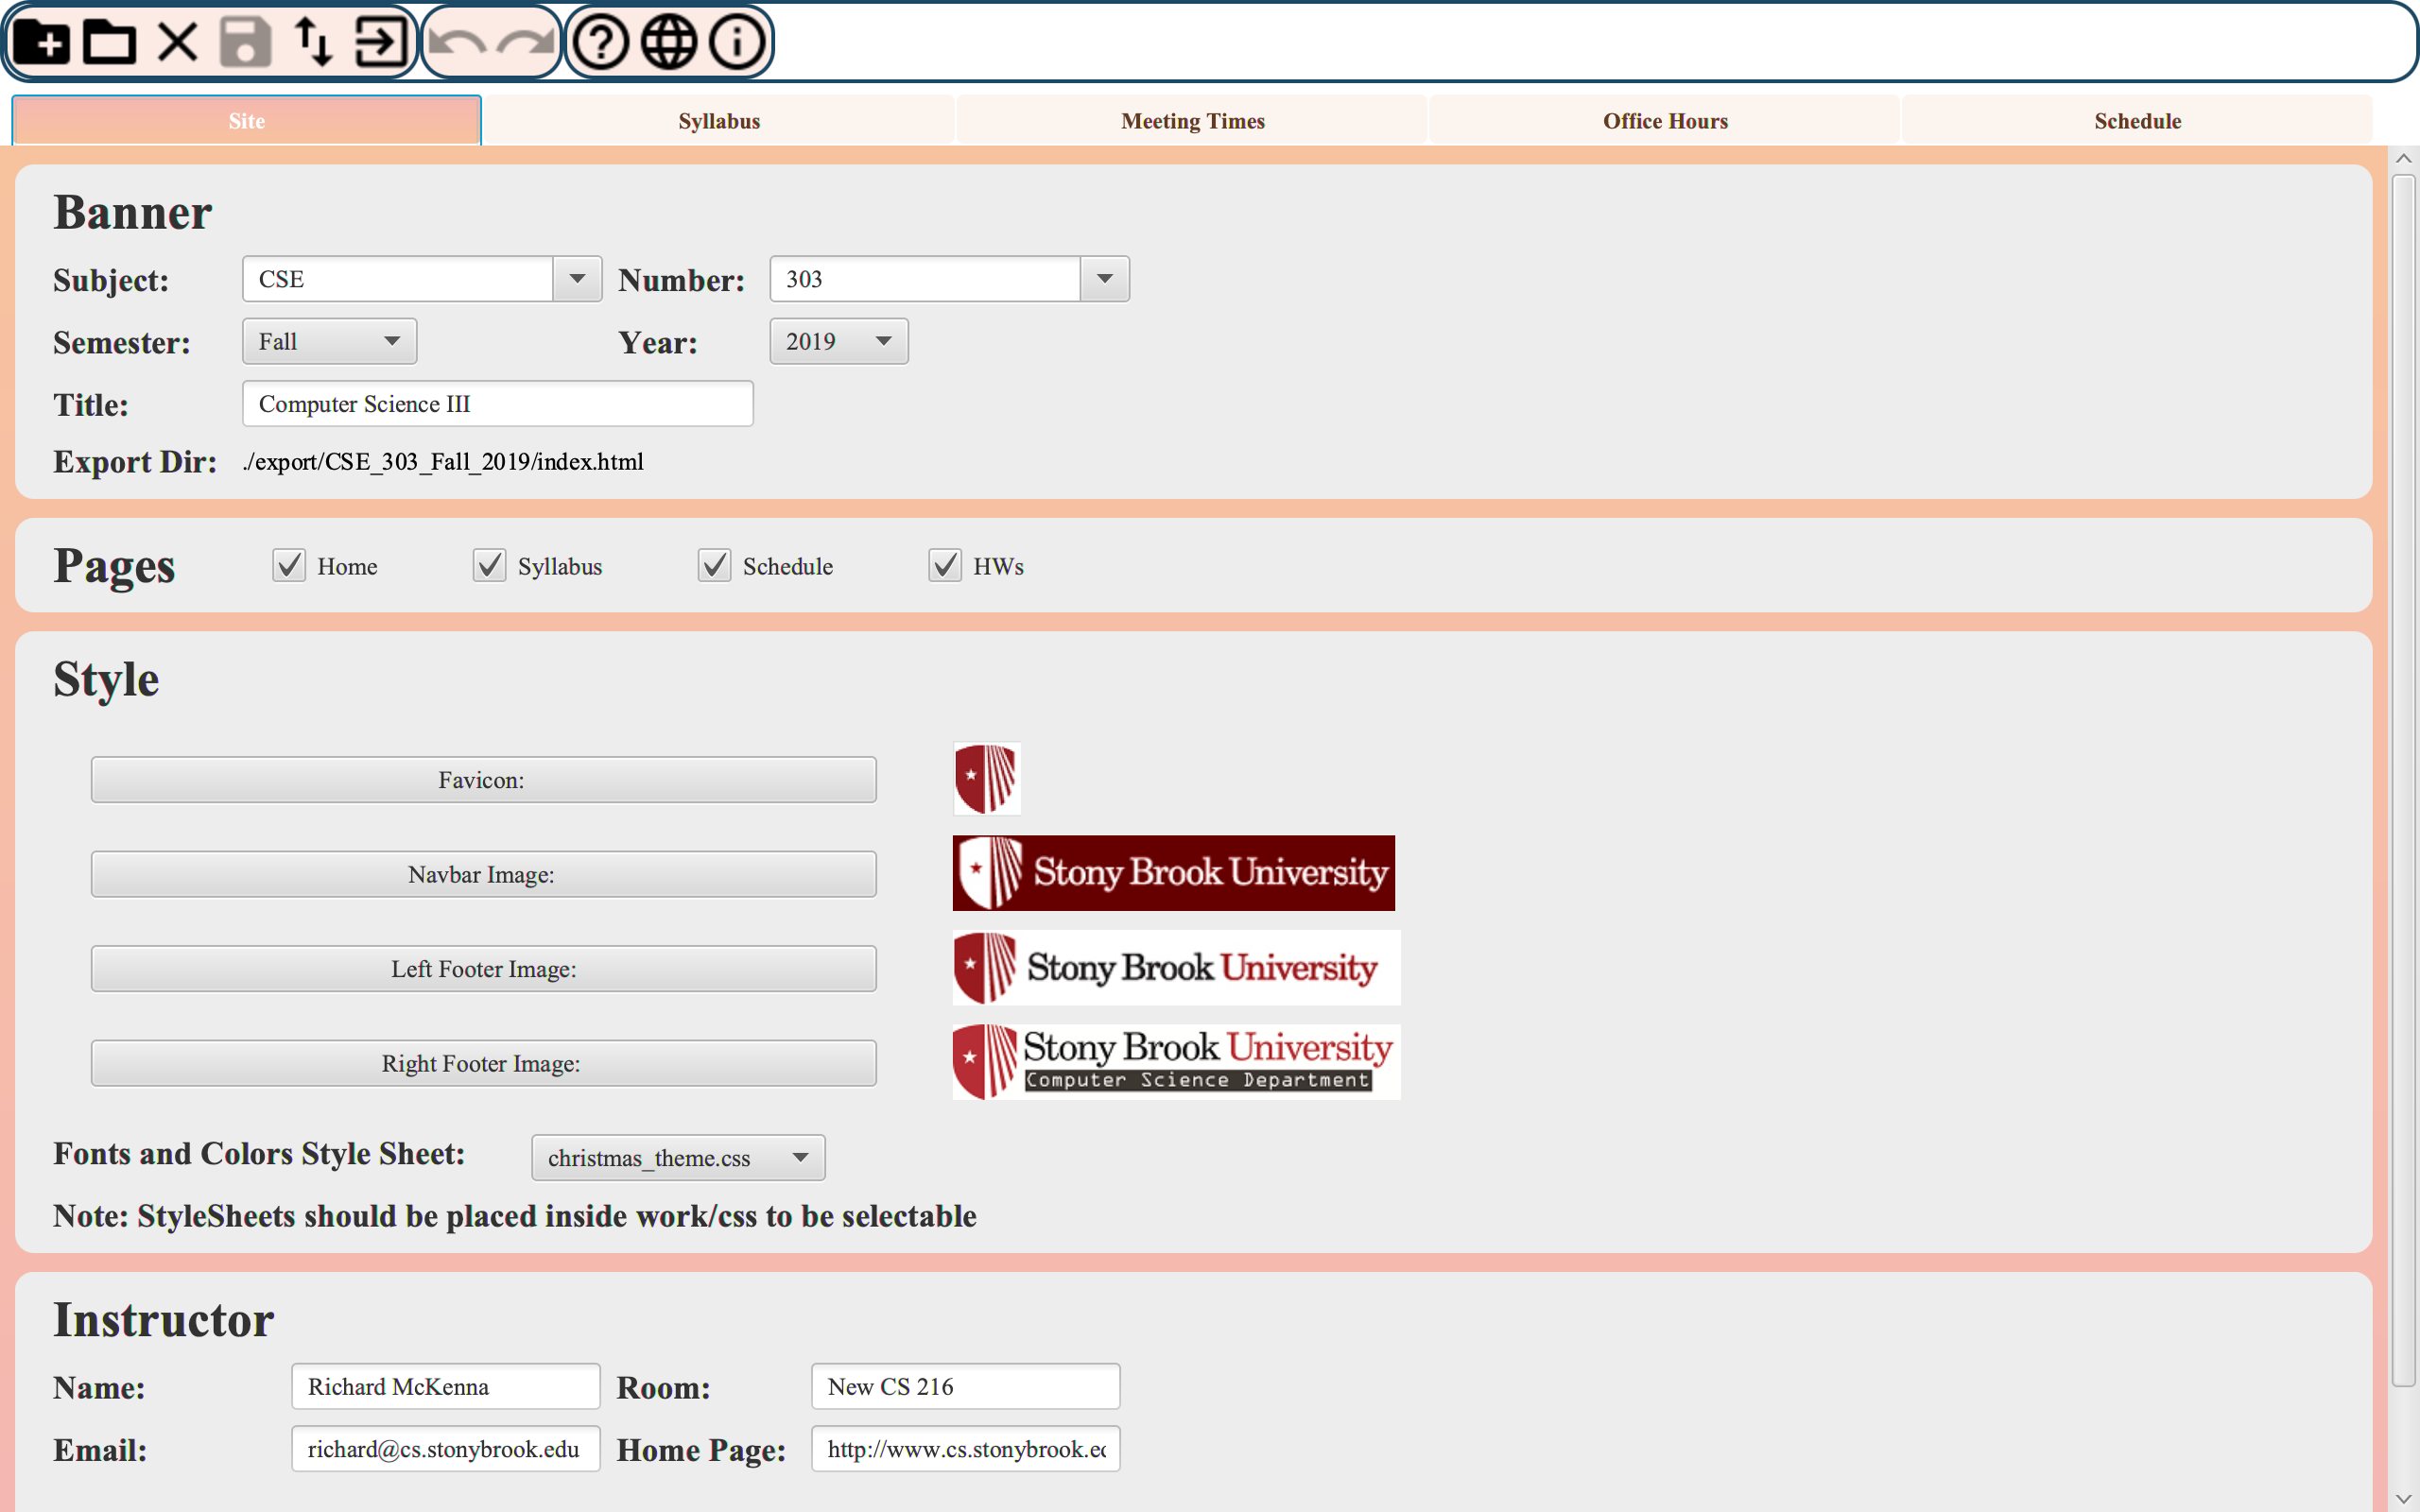 Site Syllabus Meeting Times Office Hours Schedule
Banner
Subject: CSE Number: 303
Semester: Fall Year: 2019
Title: Computer Science III
Export Dir: ./export/CSE_303_Fall_2019/index.html
Pages Home Syllabus Schedule HWs
Style
Favicon:
Navbar Image: Stony Brook University
Left Footer Image: Stony Brook University
Right Footer Image: Stony Brook University
Computer Science Department
Fonts and Colors Style Sheet: christmas_theme.css
Note: StyleSheets should be placed inside work/css to be selectable
Instructor
Name: Richard McKenna Room: New CS 216
Email: richard@cs.stonybrook.edu Home Page: http://www.cs.stonybrook.e